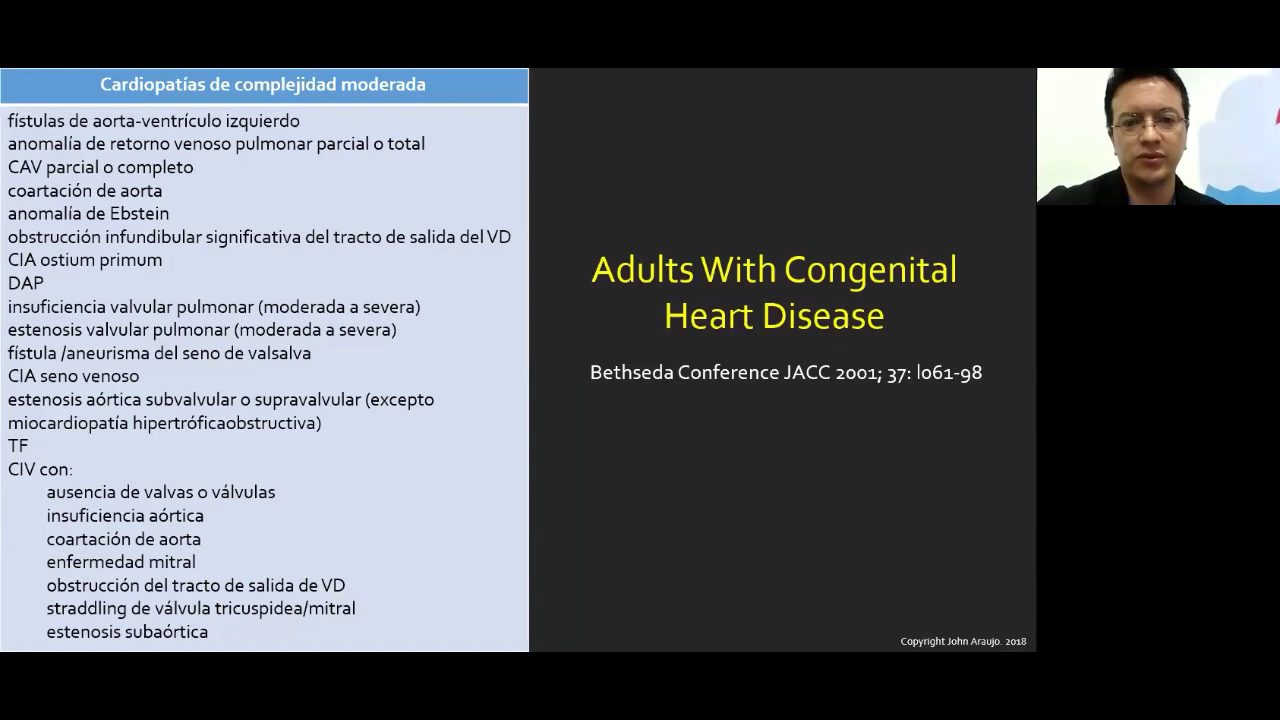 Cardiopatías de complejidad moderada
fístulas de aorta-ventrículo izquierdo
anomalía de retorno venoso pulmonar parcial o total
CAV parcial o completo
coartación de aorta
anomalía de Ebstein
obstrucción infundibular significativa del tracto de salida del VD
CIA ostium primum
DAP
insuficiencia valvular pulmonar (moderada a severa)
estenosis valvular pulmonar (moderada a severa)
fístula /aneurisma del seno de valsalva
CIA seno venoso
estenosis aórtica subvalvular o supravalvular (excepto
miocardiopatía hipertróficaobstructiva)
TF
CIV con:
ausencia de valvas o válvulas
insuficiencia aórtica
coartación de aorta
enfermedad mitral
obstrucción del tracto de salida de VD
straddling de válvula tricuspidea/mitral
estenosis subaórtica
Adults With Congenital
Heart Disease
Bethseda Conference JACC 2001; 37: l061-98
Copyright John Araujo. 2018